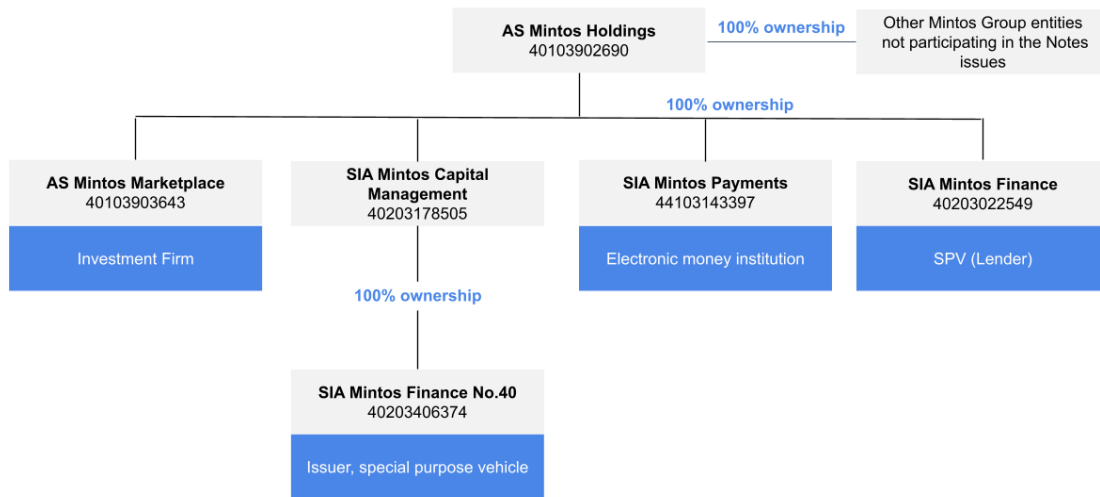 AS Mintos Holdings
40103902690
100% ownership
Other Mintos Group entities
not participating in the Notes
issues
100% ownership
AS Mintos Marketplace
40103903643
Investment Firm
SIA Mintos Capital
Management
40203178505
SIA Mintos Payments
44103143397
Electronic money institution
SIA Mintos Finance
40203022549
SPV (Lender)
100% ownership
SIA Mintos Finance No.40
40203406374
Issuer, special purpose vehicle